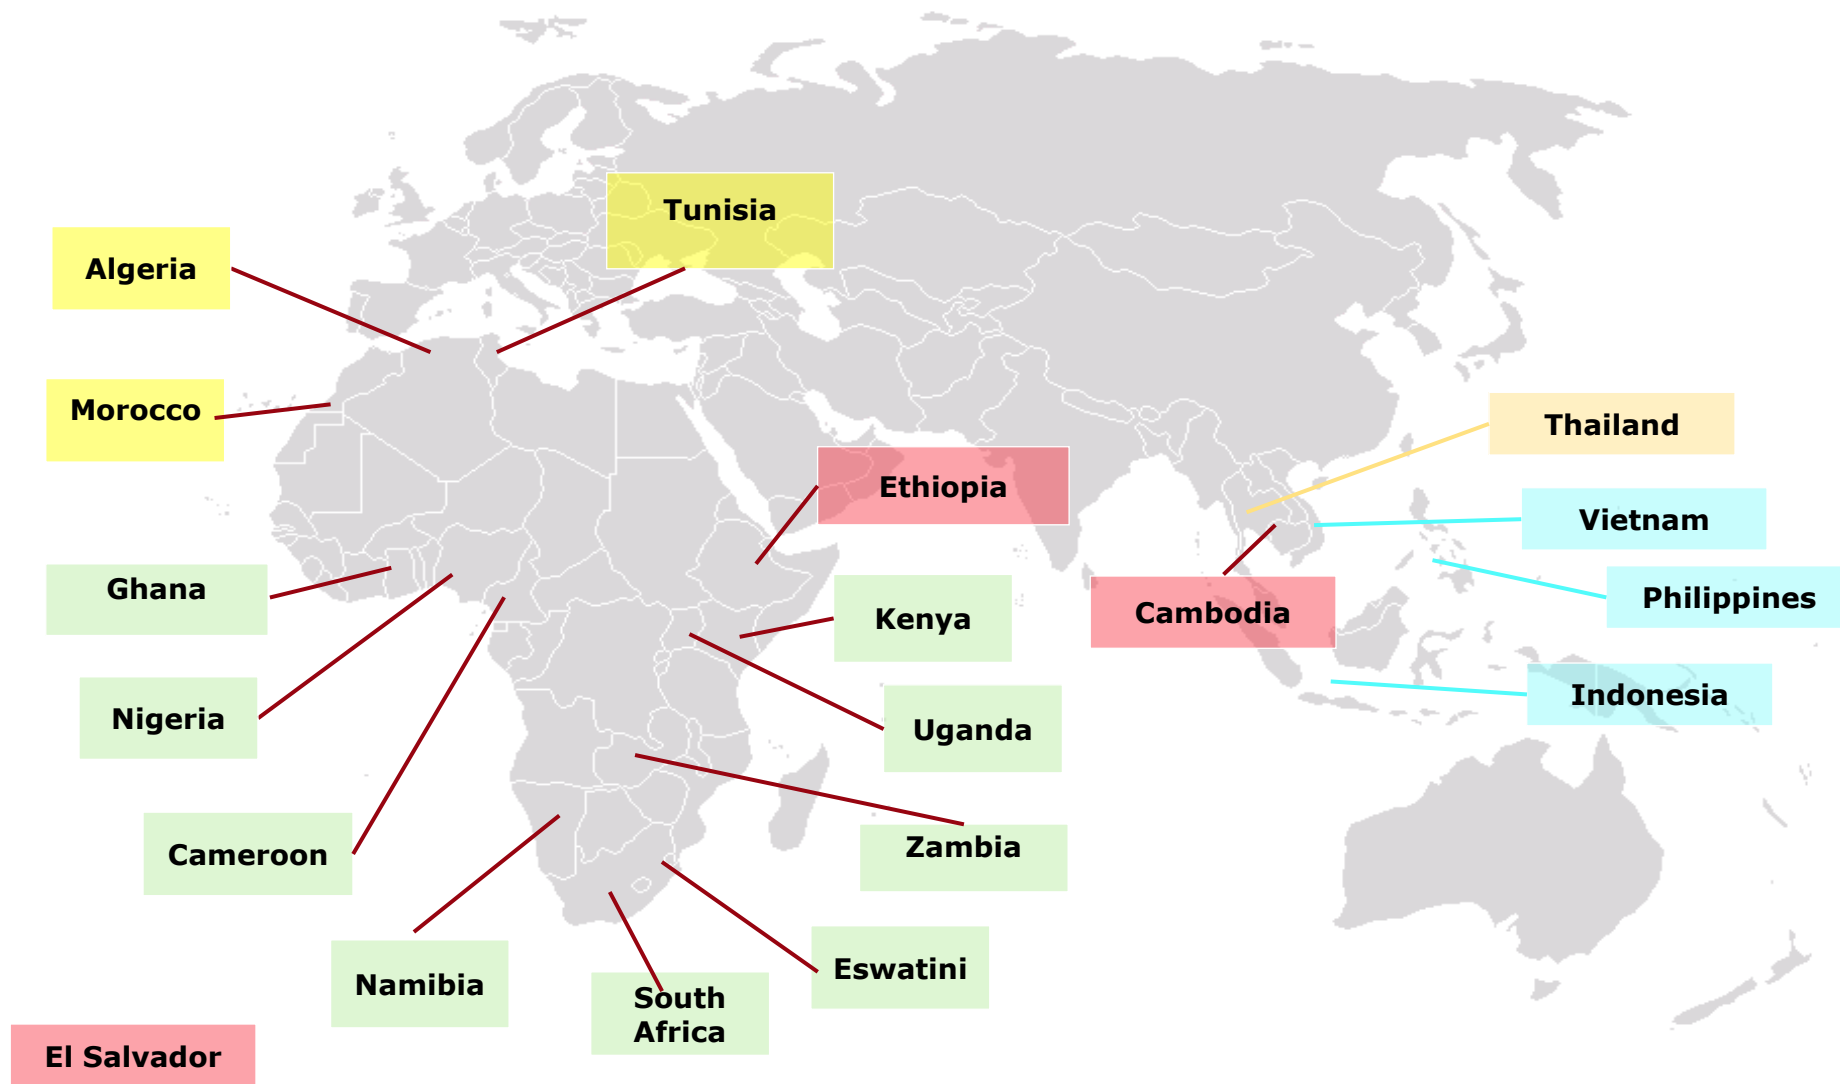 Tunisia
Algeria
Morocco
Thailand
Ethiopia
Vietnam
Ghana
Kenya
Cambodia
Philippines
Nigeria
Uganda
Indonesia
Cameroon
Zambia
Namibia
South
Africa
Eswatini
El Salvador